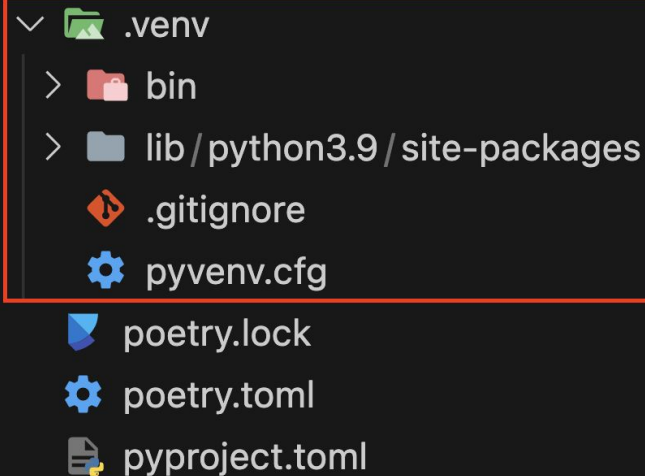 .venv
bin
lib/python3.9/site-packages
.gitignore
pyvenv.cfg
poetry.lock
poetry.toml
pyproject.toml